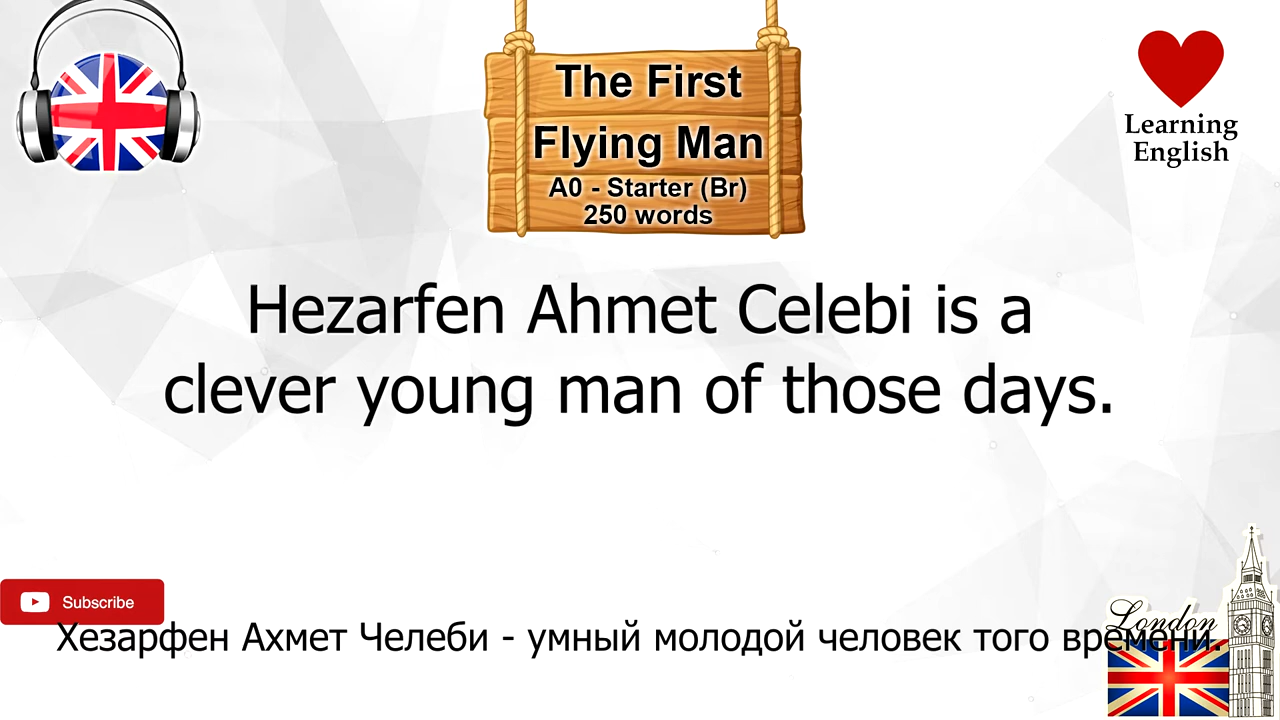 The First
Flying Man
A0 - Starter (Br)
250 words
Learning
English
Hezarfen Ahmet Celebi is a
clever young man of those days.
Subscribe
London
Хезарфен Ахмет Челеби - умный молодой человек того времени.